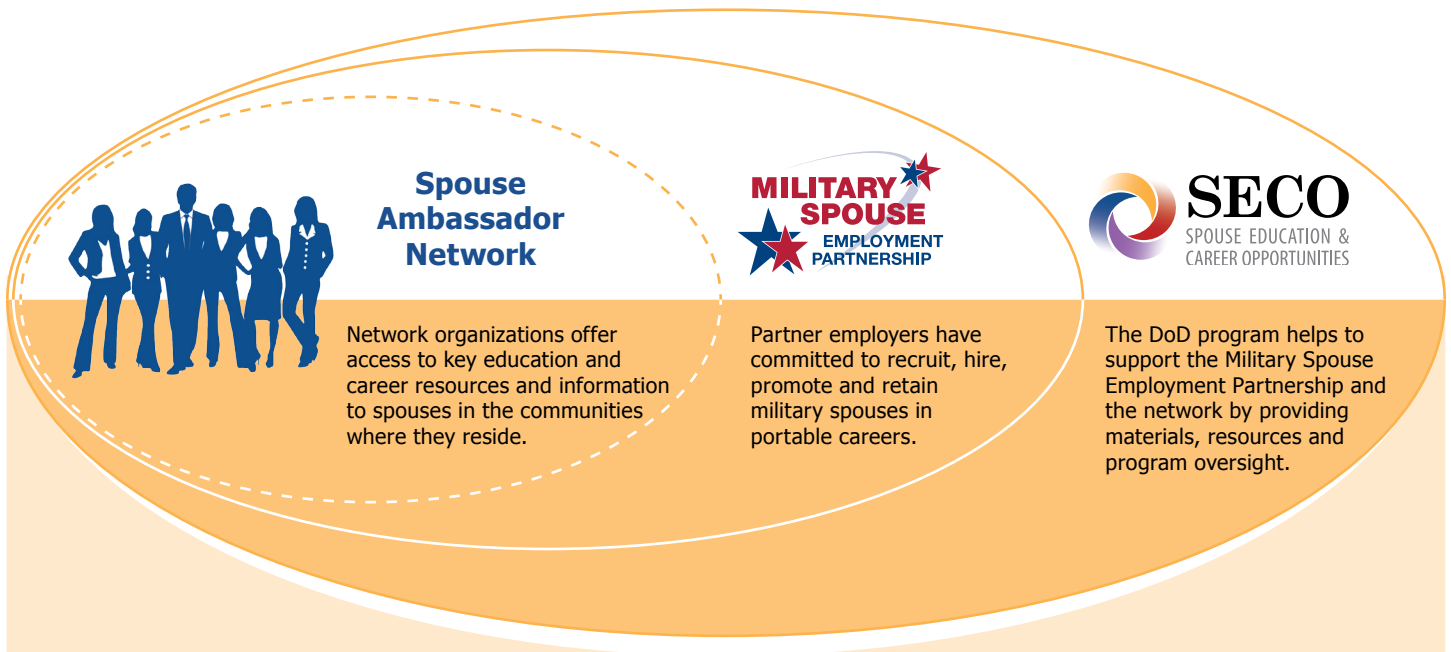 Spouse
Ambassador
Network
Network organizations offer
access to key education and
career resources and information
to spouses in the communities
where they reside.
MILITARY
SPOUSE
EMPLOYMENT
PARTNERSHIP
Partner employers have
committed to recruit, hire,
promote and retain
military spouses in
portable careers.
SECO
SPOUSE EDUCATION &
CAREER OPPORTUNITIES
The DoD program helps to
support the Military Spouse
Employment Partnership and
the network by providing
materials, resources and
program oversight.